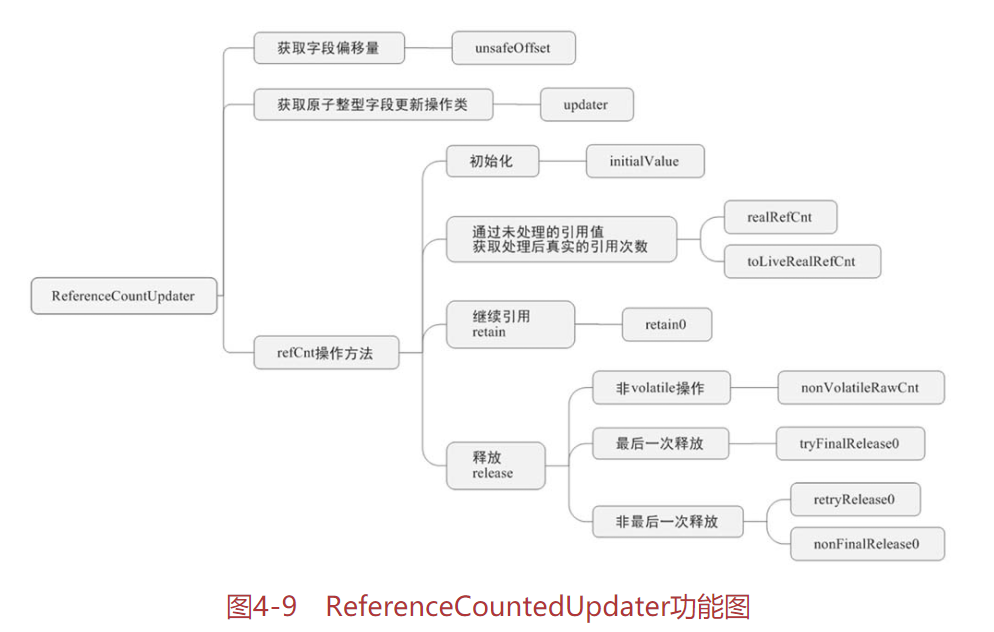 获取字段偏移量
unsafeOffset
获取原子整型字段更新操作类
updater
初始化
initialValue
通过未处理的引用值
获取处理后真实的引用次数
realRefCnt
toLiveRealRefCnt
ReferenceCountUpdater
继续引用
retain
retain0
refCnt操作方法
非volatile操作
nonVolatileRawCnt
最后一次释放
tryFinalRelease0
释放
release
非最后一次释放
retryRelease0
nonFinalRelease0
图4-9 ReferenceCountedUpdater功能图